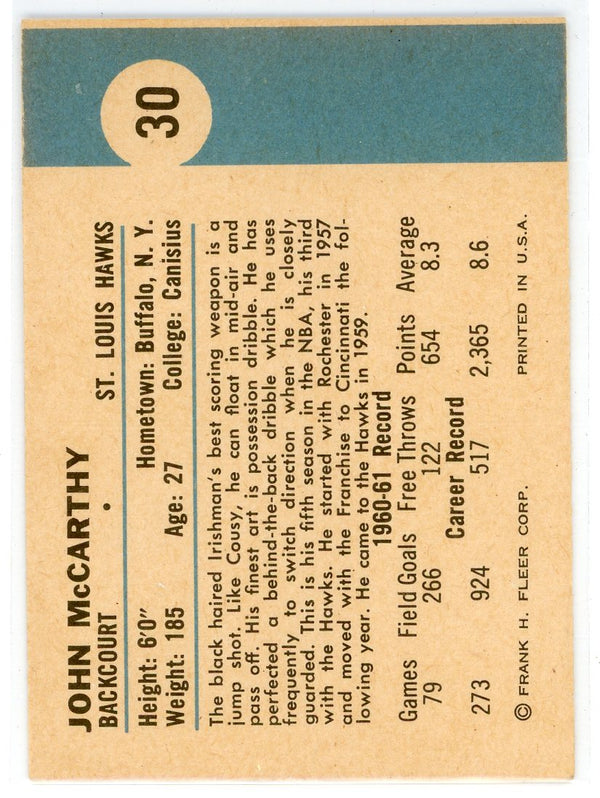 30
JOHN McCARTHY
BACKCOURT • ST. LOUIS HAWKS
Height: 6'0" Hometown: Buffalo, N. Y.
Weight: 185 Age: 27 College: Canisius
The black haired Irishman's best scoring weapon is a
jump shot. Like Cousy, he can float in mid-air and
pass off. His finest art is possession dribble. He has
perfected a behind-the-back dribble which he uses
frequently to switch direction when he is closely
guarded. This is his fifth season in the NBA, his third
with the Hawks. He started with Rochester in 1957
and moved with the Franchise to Cincinnati the fol-
lowing year. He came to the Hawks in 1959.
1960-61 Record
Games Field Goals Free Throws Points Average
79 266 122 654 8.3
Career Record
273 924 517 2,365 8.6
© FRANK H. FLEER CORP. PRINTED IN U.S.A.